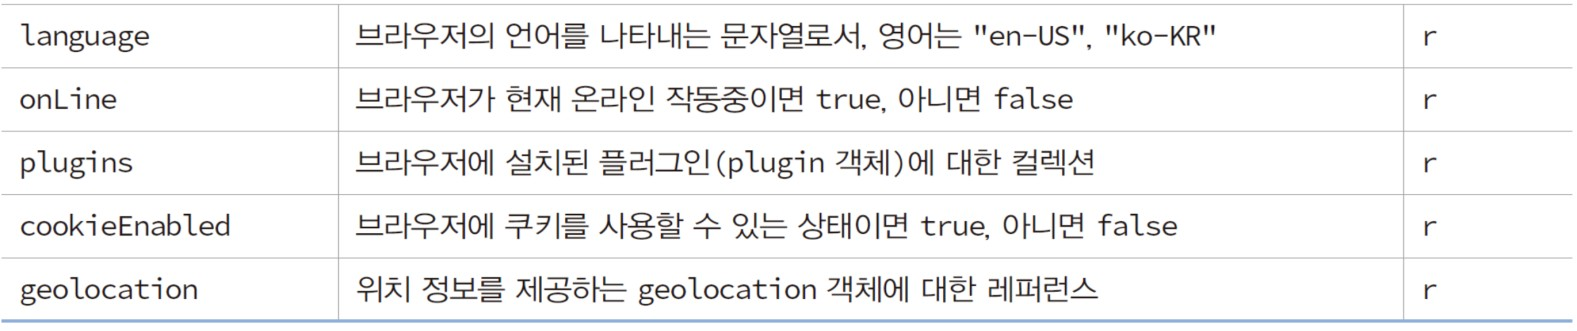 language 브라우저의 언어를 나타내는 문자열로서, 영어는 "en-US", "ko-KR" r
onLine 브라우저가 현재 온라인 작동중이면 true, 아니면 false r
plugins 브라우저에 설치된 플러그인(plugin 객체)에 대한 컬렉션 r
cookieEnabled 브라우저에 쿠키를 사용할 수 있는 상태이면 true, 아니면 false r
geolocation 위치 정보를 제공하는 geolocation 객체에 대한 레퍼런스 r